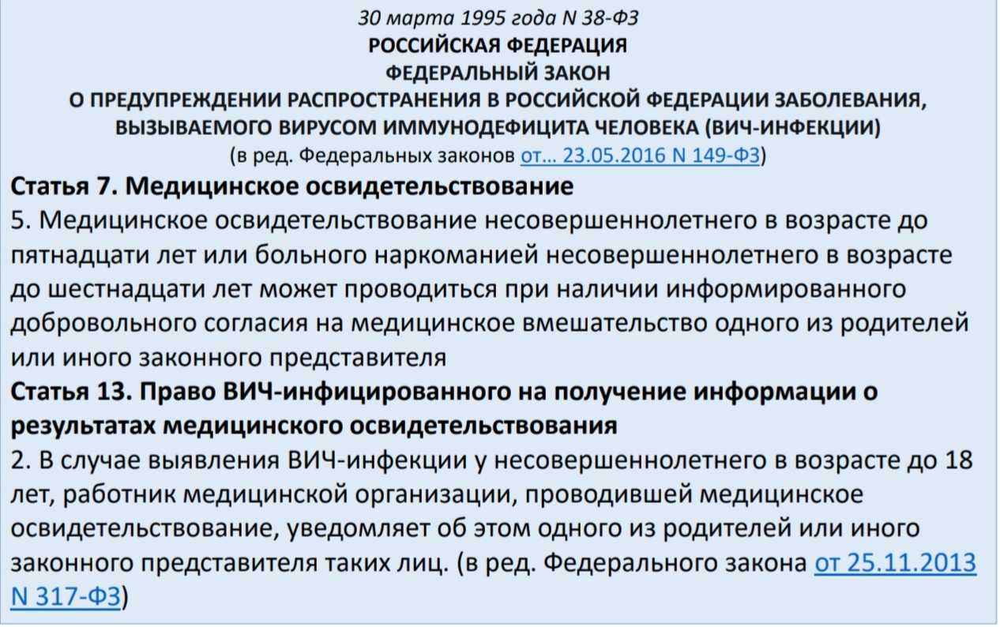 30 марта 1995 года N 38-ФЗ
РОССИЙСКАЯ ФЕДЕРАЦИЯ
ФЕДЕРАЛЬНЫЙ ЗАКОН
О ПРЕДУПРЕЖДЕНИИ РАСПРОСТРАНЕНИЯ В РОССИЙСКОЙ ФЕДЕРАЦИИ ЗАБОЛЕВАНИЯ,
ВЫЗЫВАЕМОГО ВИРУСОМ ИММУНОДЕФИЦИТА ЧЕЛОВЕКА (ВИЧ-ИНФЕКЦИИ)
(в ред. Федеральных законов от... 23.05.2016 N 149-ФЗ)
Статья 7. Медицинское освидетельствование
5. Медицинское освидетельствование несовершеннолетнего в возрасте до
пятнадцати лет или больного наркоманией несовершеннолетнего в возрасте
до шестнадцати лет может проводиться при наличии информированного
добровольного согласия на медицинское вмешательство одного из родителей
или иного законного представителя
Статья 13. Право ВИЧ-инфицированного на получение информации о
результатах медицинского освидетельствования
2. В случае выявления ВИЧ-инфекции у несовершеннолетнего в возрасте до 18
лет, работник медицинской организации, проводившей медицинское
освидетельствование, уведомляет об этом одного из родителей или иного
законного представителя таких лиц. (в ред. Федерального закона от 25.11.2013
N 317-ФЗ)